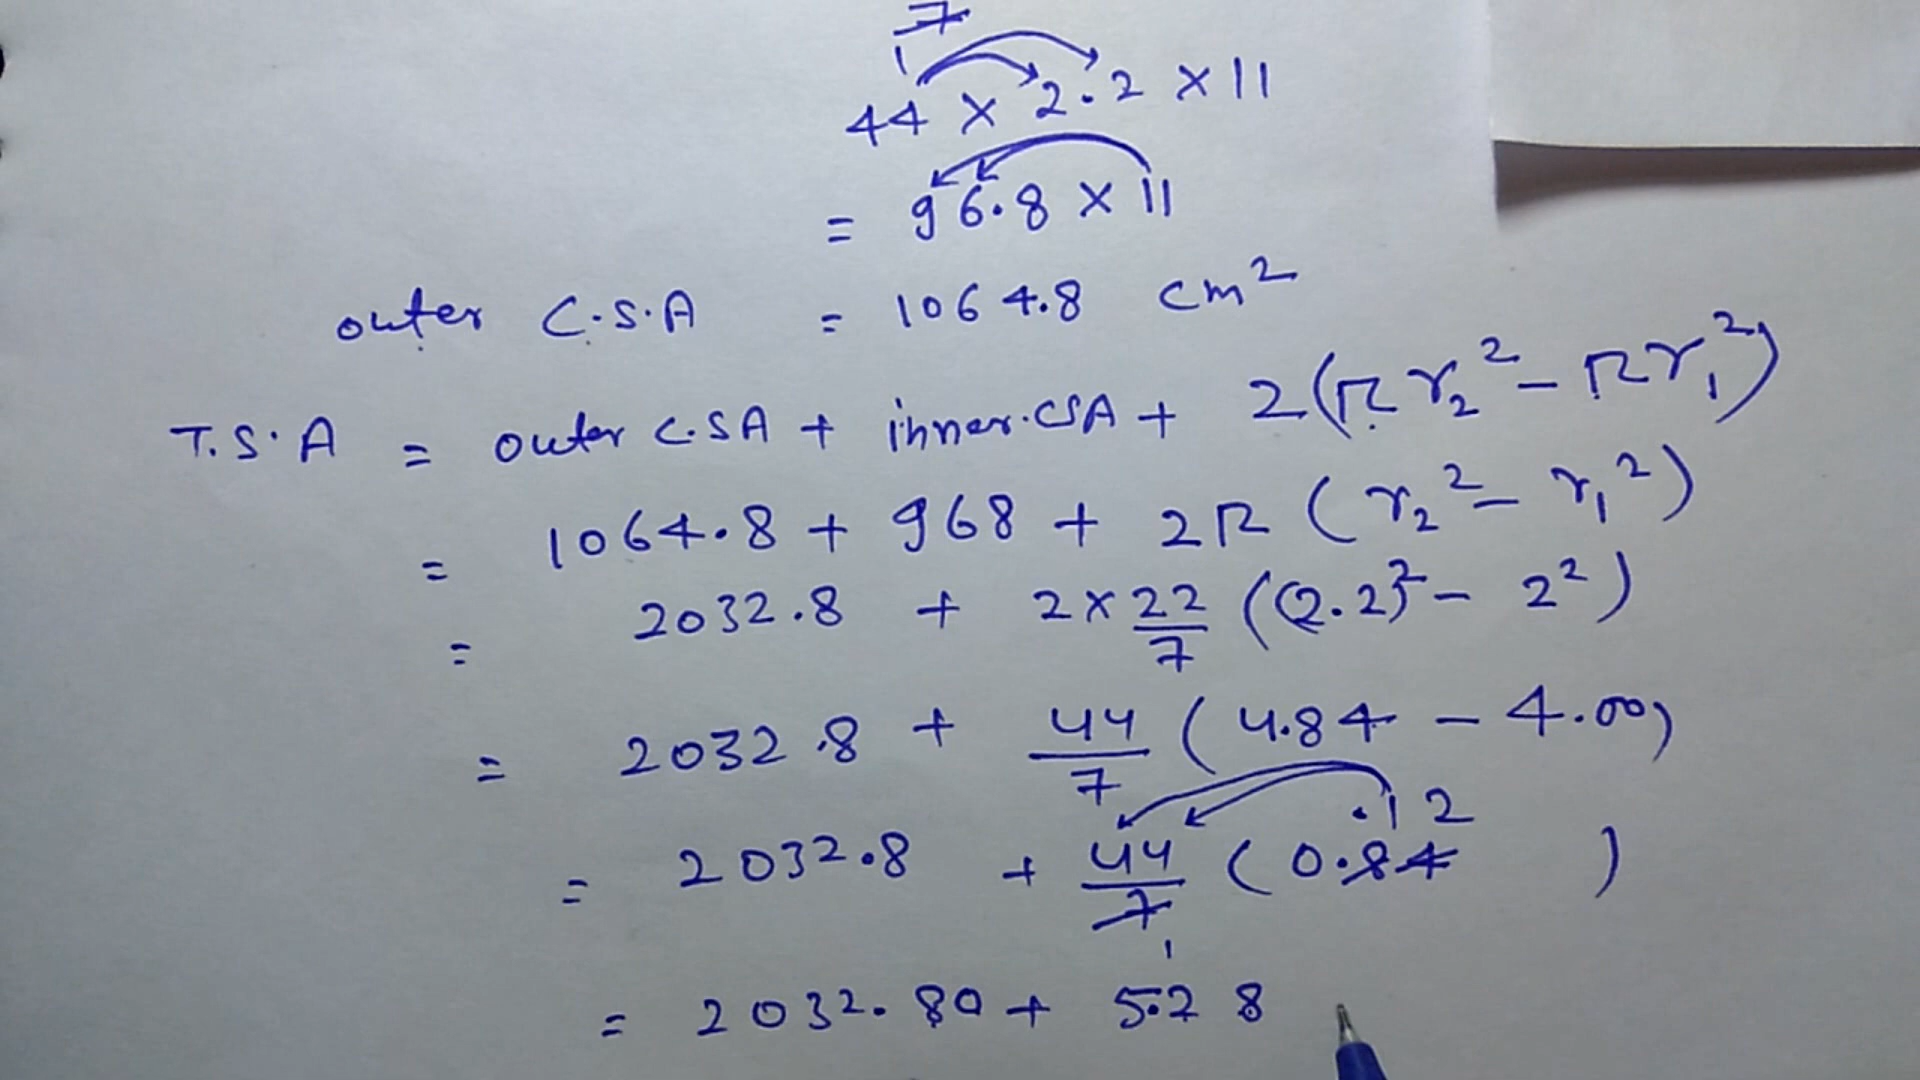 7
1
44 × 2.2 × 11
= 96.8 × 11
outer C.S.A = 1064.8 cm²
T.S.A = outer C.SA + inner.CSA + 2(πr₂² - πr₁²)
= 1064.8 + 968 + 2π (r₂² - r₁²)
= 2032.8 + 2×22/7 ((2.2)² - 2²)
= 2032.8 + 44/7 (4.84 - 4.00)
.12
= 2032.8 + 44/7 (0.84)
1
= 2032.80 + 5.28